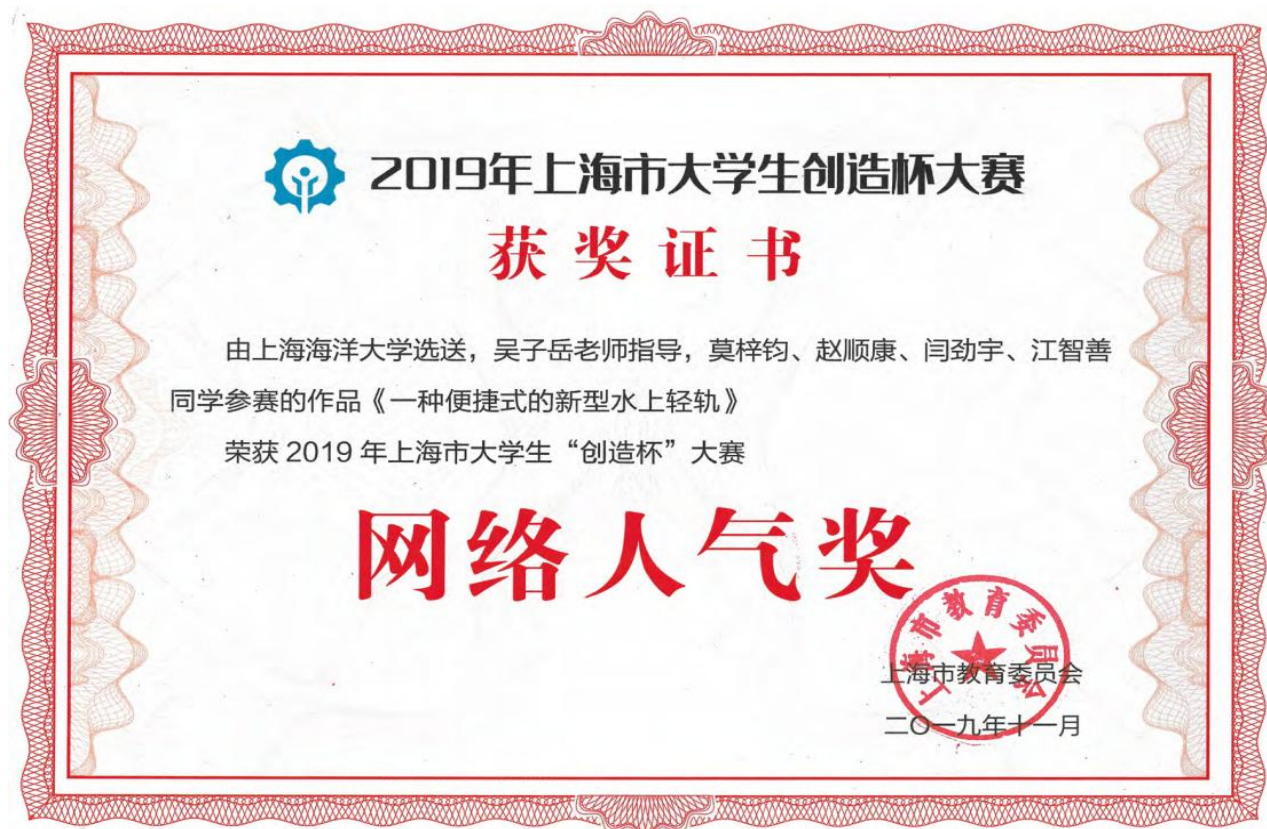 2019年上海市大学生创造杯大赛
获奖证书
由上海海洋大学选送，吴子岳老师指导，莫梓钧、赵顺康、闫劲宇、江智善
同学参赛的作品《一种便捷式的新型水上轻轨》
荣获 2019 年上海市大学生“创造杯”大赛
网络人气奖
上海市教育委员会
上海市教育委员会
二〇一九年十一月